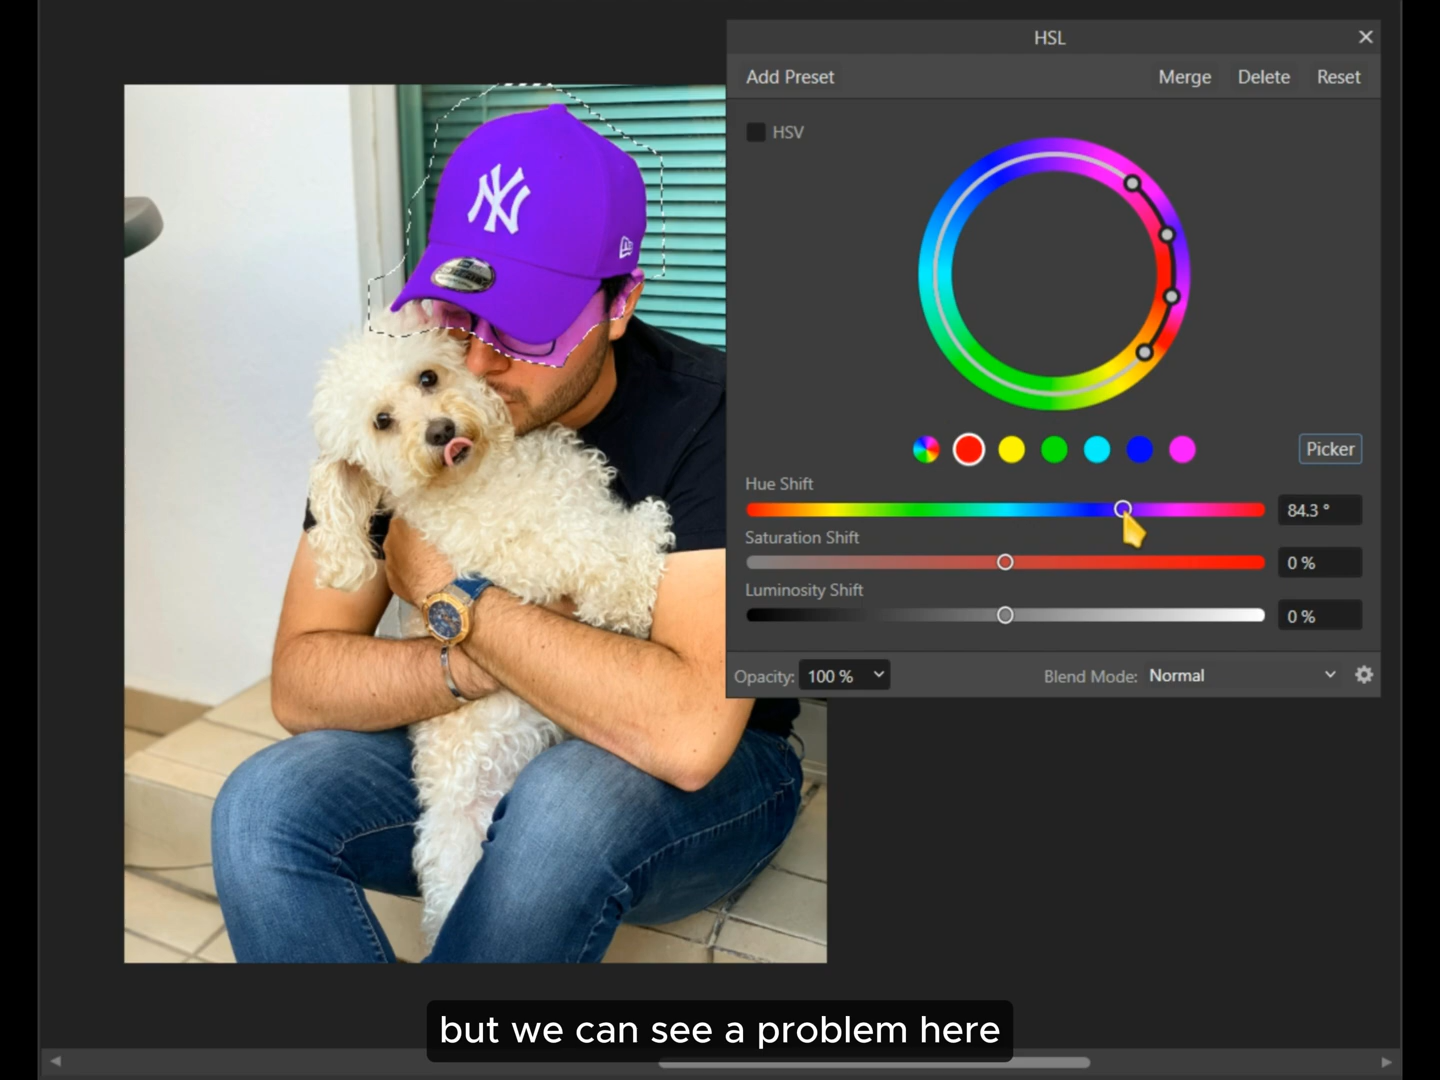 HSL
Add Preset
Merge
Delete
Reset
HSV
NY
Picker
Hue Shift
84.3 °
Saturation Shift
0 %
Luminosity Shift
0 %
Opacity:
100 %
Blend Mode:
Normal
but we can see a problem here